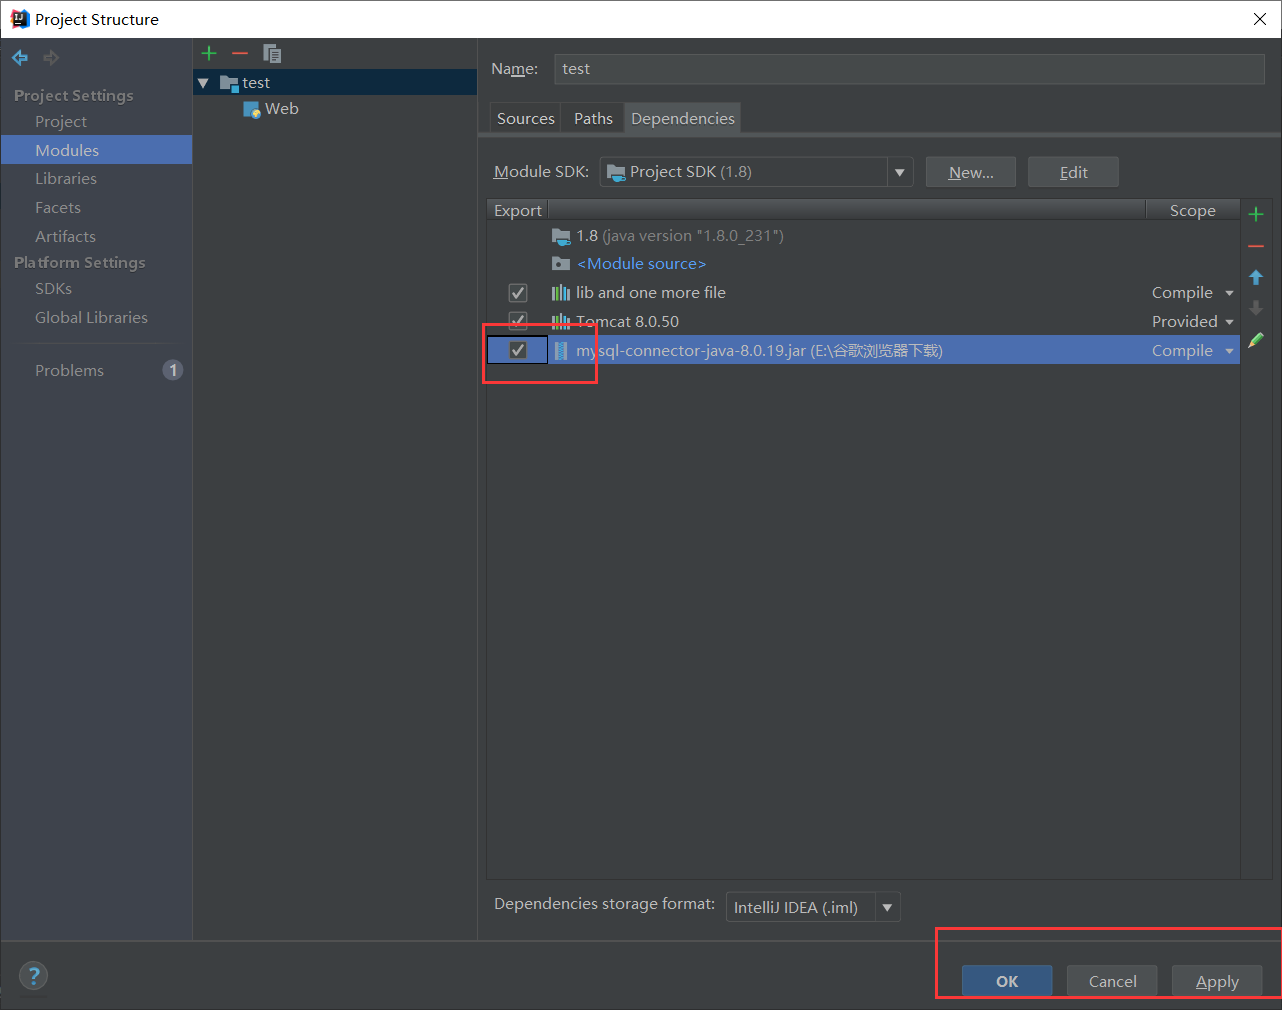 Project Structure
Project Settings
Project
Modules
Libraries
Facets
Artifacts
Platform Settings
SDKs
Global Libraries
Problems 1
test
Web
Name: test
Sources Paths Dependencies
Module SDK: Project SDK (1.8) New... Edit
Export Scope
1.8 (java version "1.8.0_231")
<Module source>
lib and one more file Compile
Tomcat 8.0.50 Provided
mysql-connector-java-8.0.19.jar (E:\谷歌浏览器下载) Compile
Dependencies storage format: IntelliJ IDEA (.iml)
? OK Cancel Apply